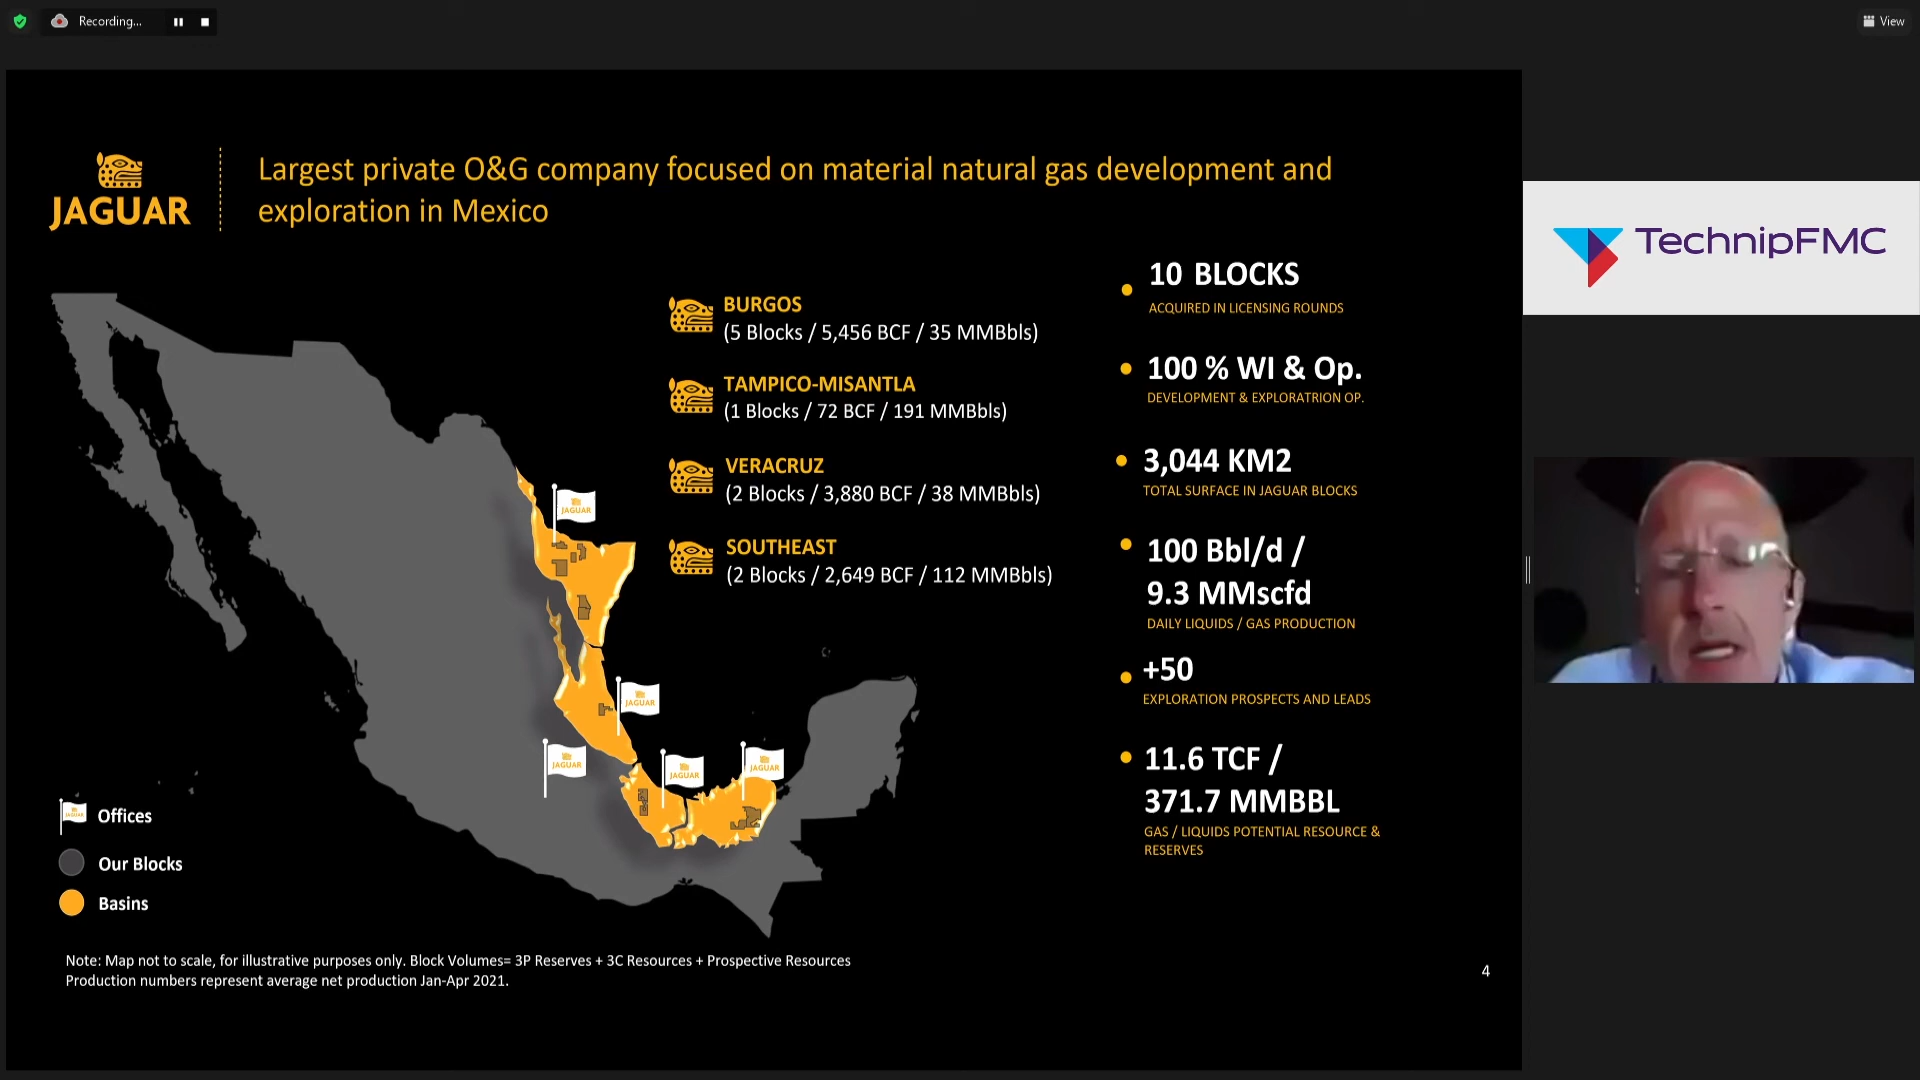 Recording...
View
JAGUAR
Largest private O&G company focused on material natural gas development and
exploration in Mexico
TechnipFMC
BURGOS
(5 Blocks / 5,456 BCF / 35 MMBbls)
TAMPICO-MISANTLA
(1 Blocks / 72 BCF / 191 MMBbls)
VERACRUZ
(2 Blocks / 3,880 BCF / 38 MMBbls)
SOUTHEAST
(2 Blocks / 2,649 BCF / 112 MMBbls)
10 BLOCKS
ACQUIRED IN LICENSING ROUNDS
100 % WI & Op.
DEVELOPMENT & EXPLORATRION OP.
3,044 KM2
TOTAL SURFACE IN JAGUAR BLOCKS
100 Bbl/d /
9.3 MMscfd
DAILY LIQUIDS / GAS PRODUCTION
+50
EXPLORATION PROSPECTS AND LEADS
11.6 TCF /
371.7 MMBBL
GAS / LIQUIDS POTENTIAL RESOURCE &
RESERVES
JAGUAR
JAGUAR
JAGUAR
JAGUAR
JAGUAR
Offices
Our Blocks
Basins
Note: Map not to scale, for illustrative purposes only. Block Volumes= 3P Reserves + 3C Resources + Prospective Resources
Production numbers represent average net production Jan-Apr 2021.
4